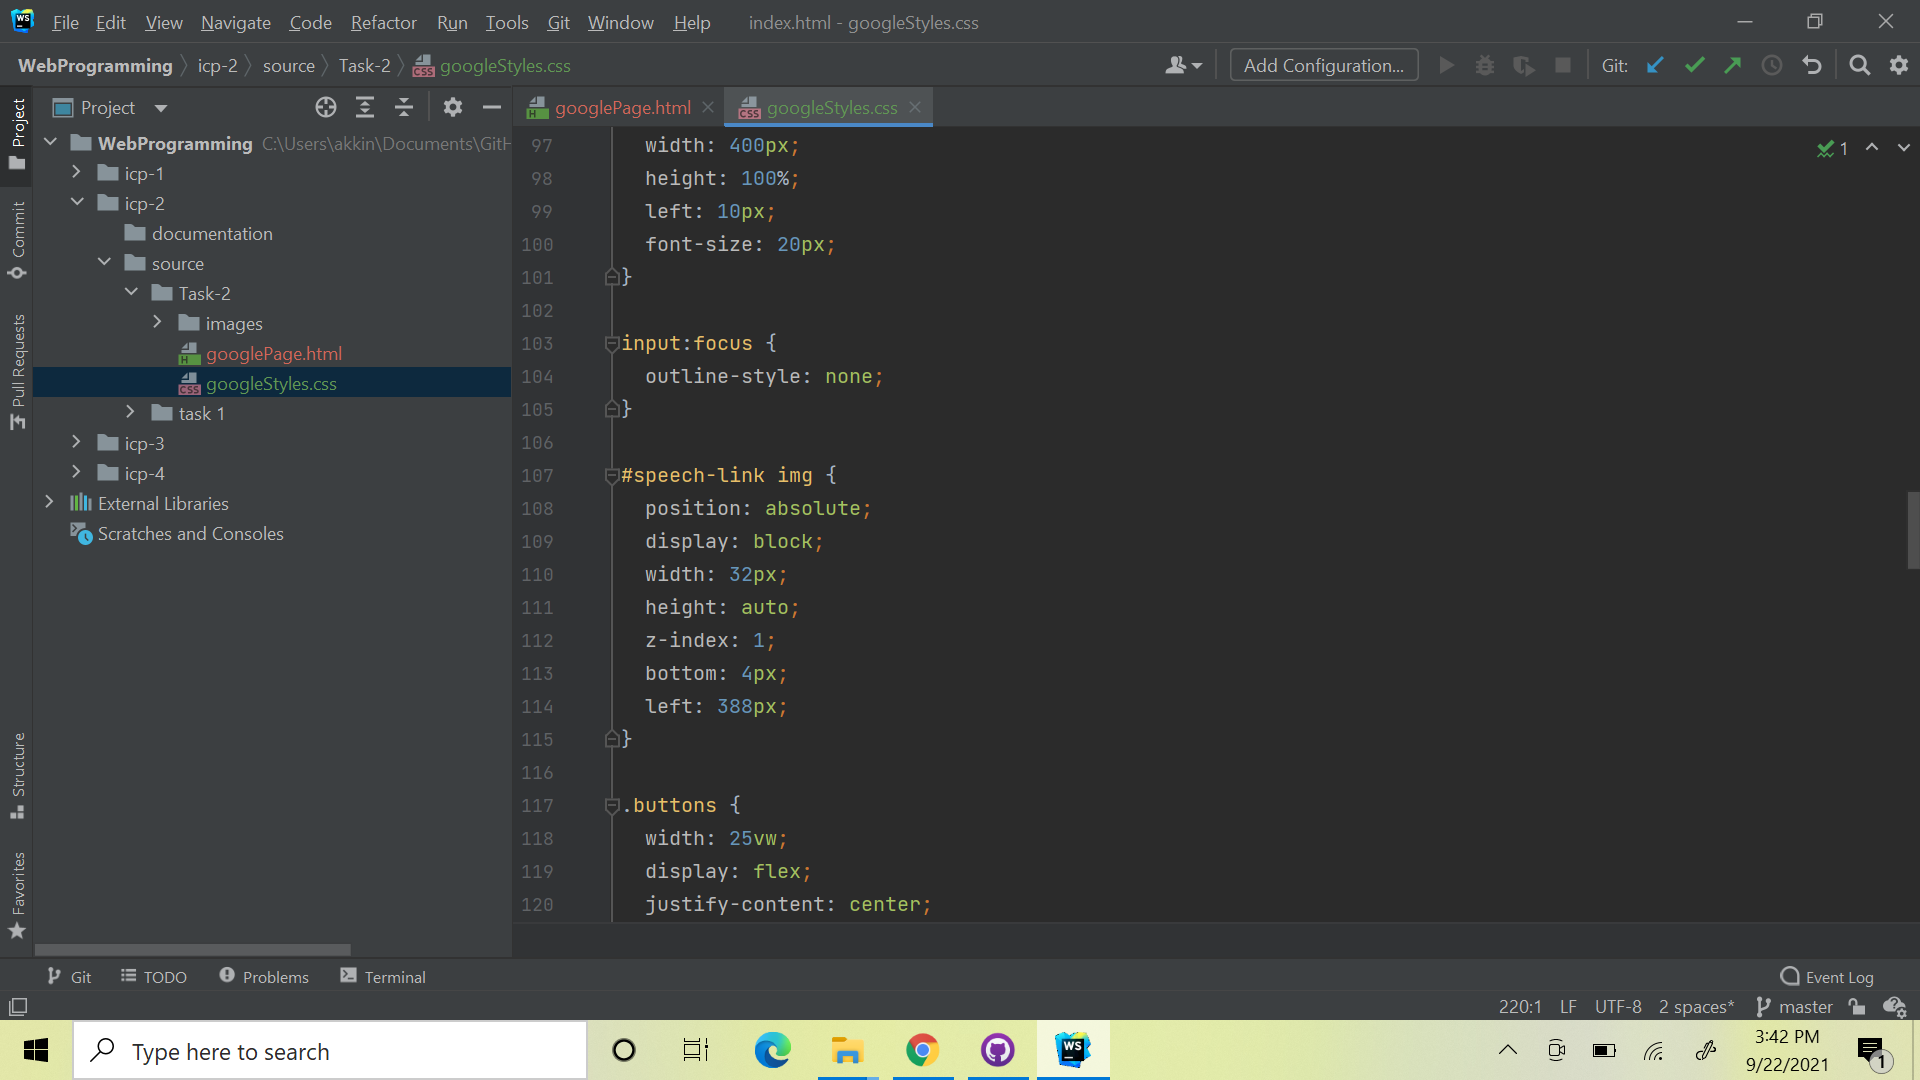 WS File Edit View Navigate Code Refactor Run Tools Git Window Help index.html - googleStyles.css
WebProgramming icp-2 source Task-2 CSS googleStyles.css Add Configuration... Git:
Project
Commit
Pull Requests
Structure
Favorites
Project
WebProgramming C:\Users\akkin\Documents\GitH
icp-1
icp-2
documentation
source
Task-2
images
H googlePage.html
CSS googleStyles.css
task 1
icp-3
icp-4
External Libraries
Scratches and Consoles
H googlePage.html CSS googleStyles.css
1
97 width: 400px;
98 height: 100%;
99 left: 10px;
100 font-size: 20px;
101 }
102
103 input:focus {
104 outline-style: none;
105 }
106
107 #speech-link img {
108 position: absolute;
109 display: block;
110 width: 32px;
111 height: auto;
112 z-index: 1;
113 bottom: 4px;
114 left: 388px;
115 }
116
117 .buttons {
118 width: 25vw;
119 display: flex;
120 justify-content: center;
Git TODO Problems Terminal Event Log
220:1 LF UTF-8 2 spaces* master
Type here to search WS 3:42 PM
9/22/2021 1